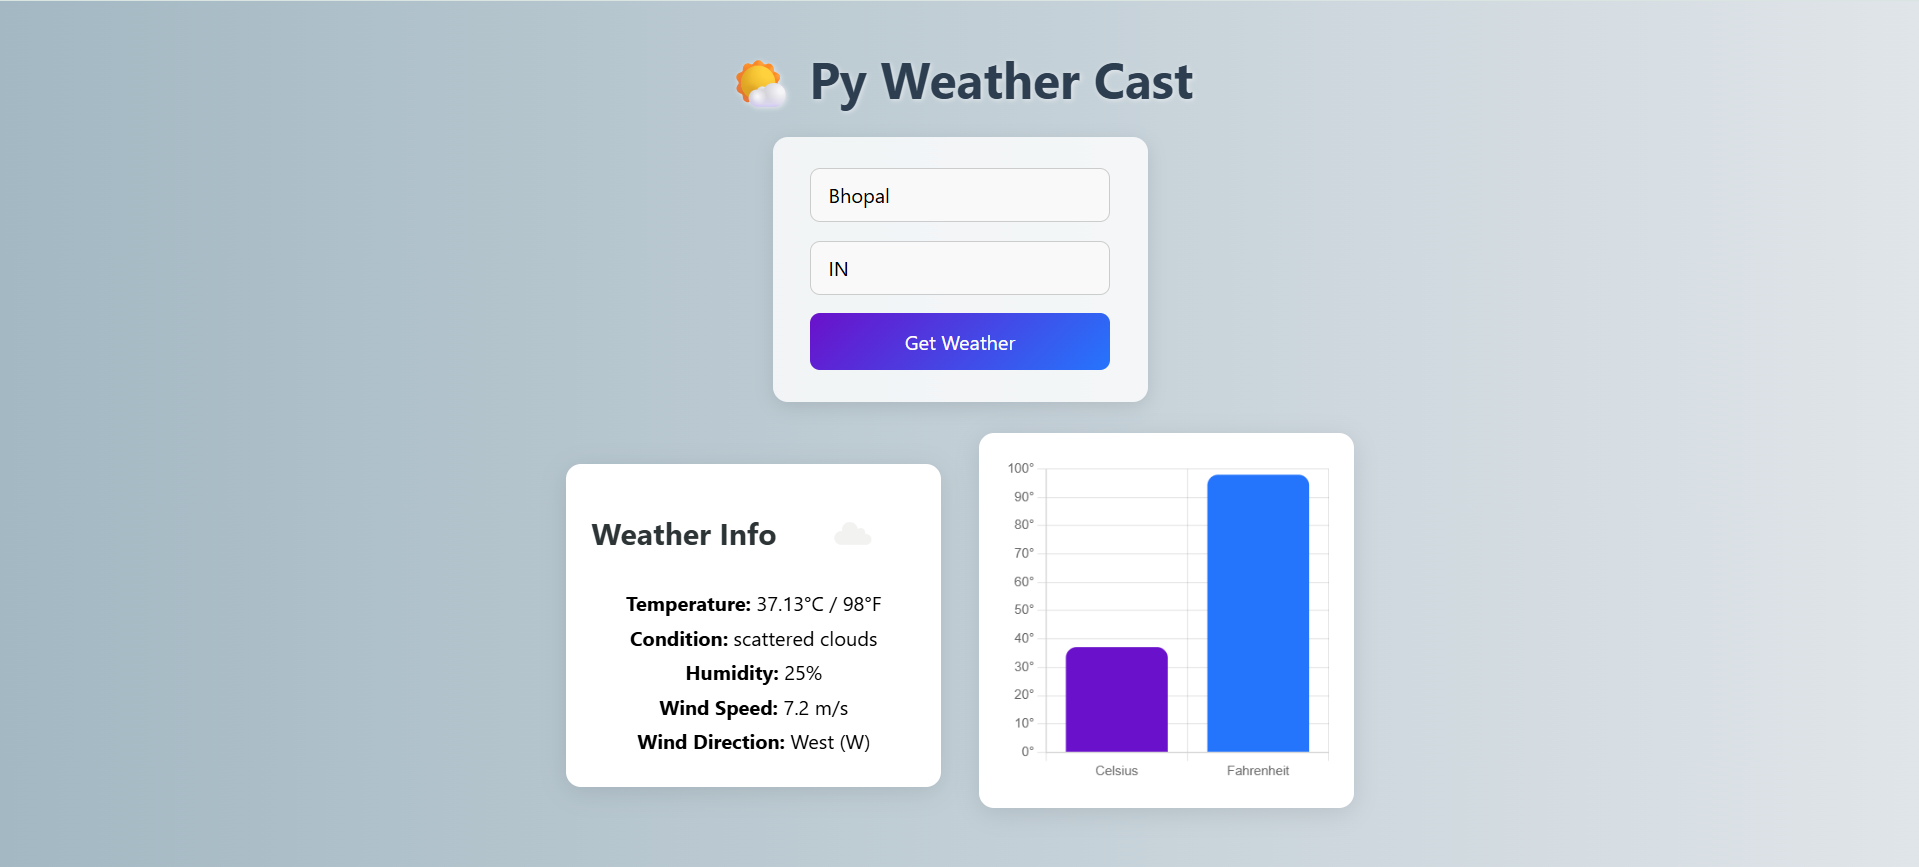 Py Weather Cast
Bhopal
IN
Get Weather
Weather Info
Temperature: 37.13°C / 98°F
Condition: scattered clouds
Humidity: 25%
Wind Speed: 7.2 m/s
Wind Direction: West (W)
100°
90°
80°
70°
60°
50°
40°
30°
20°
10°
0°
Celsius Fahrenheit